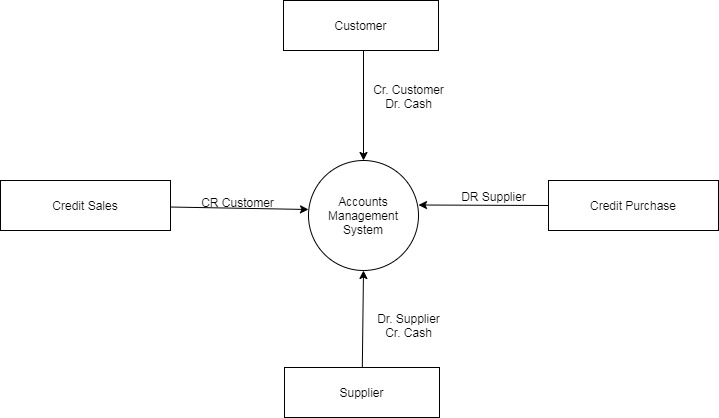 Customer
Cr. Customer
Dr. Cash
Credit Sales
CR Customer
Accounts
Management
System
DR Supplier
Credit Purchase
Dr. Supplier
Cr. Cash
Supplier